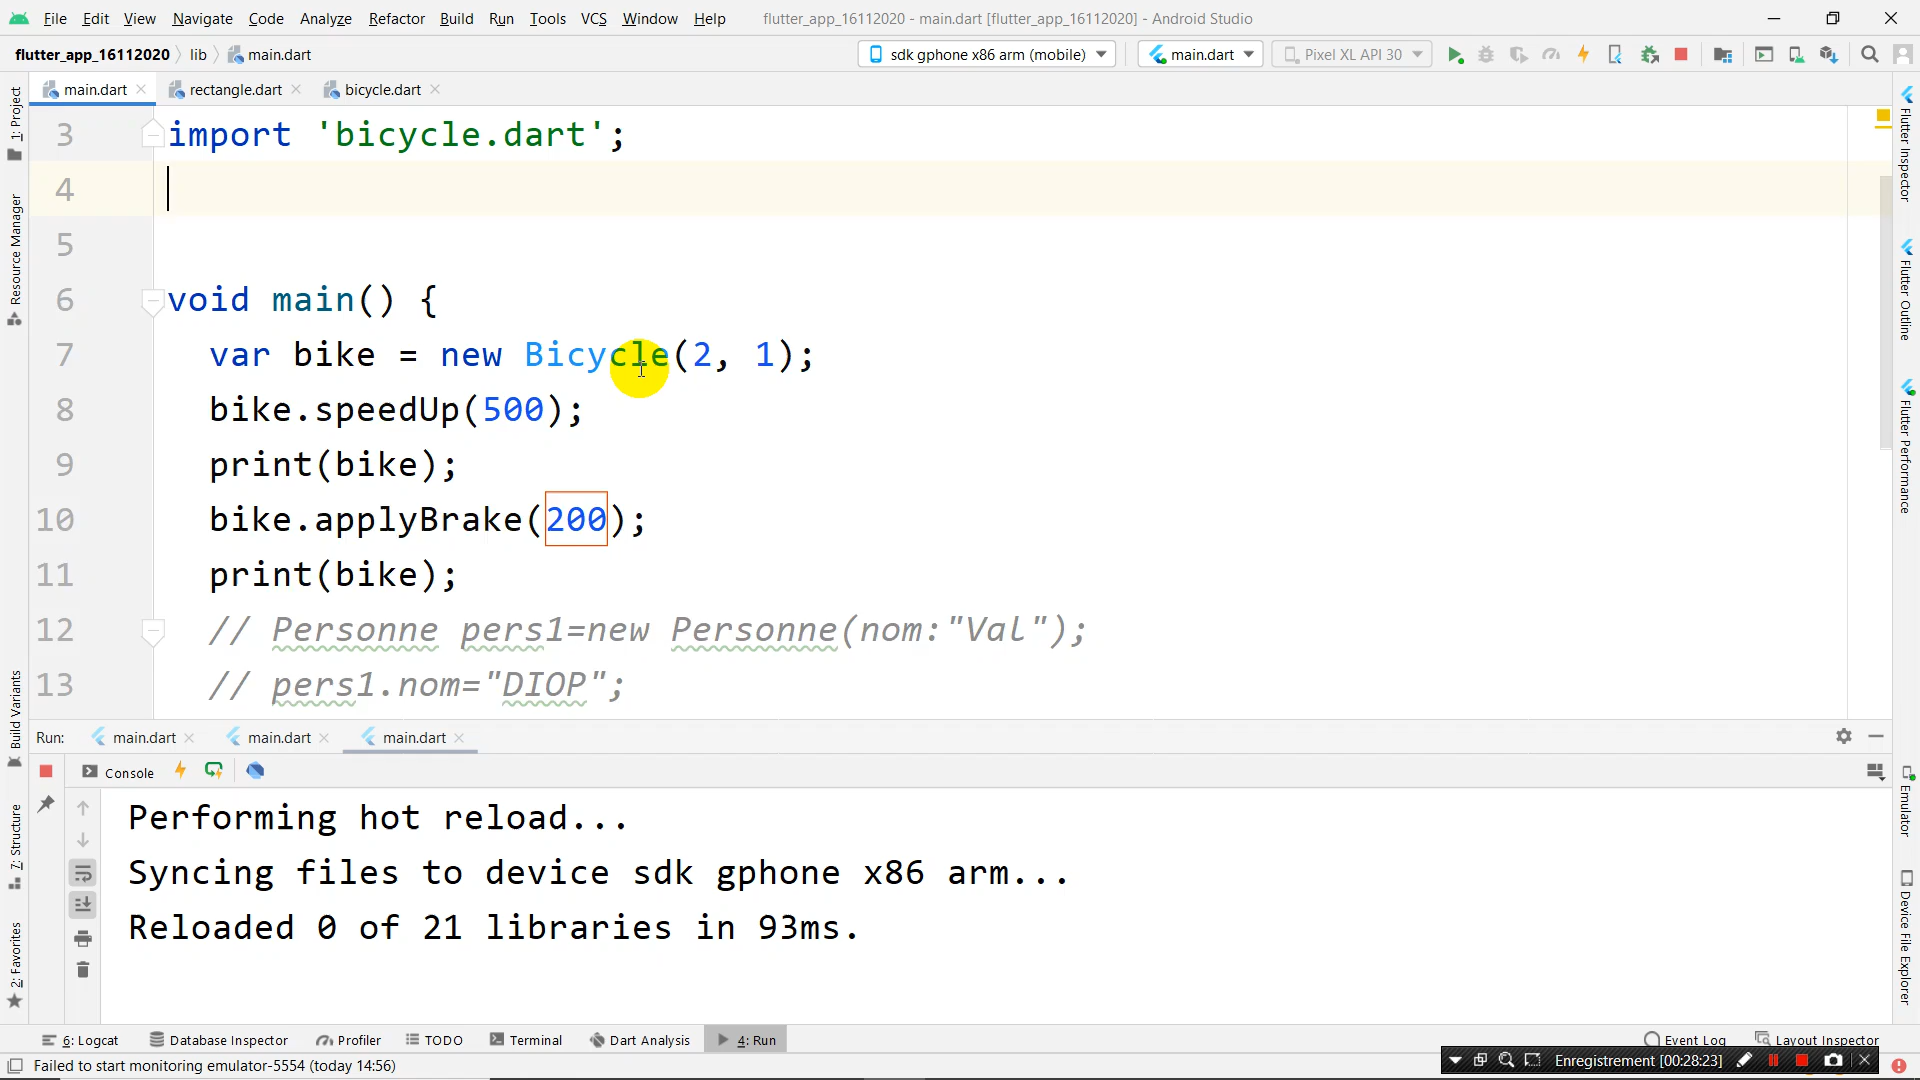 File Edit View Navigate Code Analyze Refactor Build Run Tools VCS Window Help flutter_app_16112020 - main.dart [flutter_app_16112020] - Android Studio
flutter_app_16112020 lib main.dart sdk gphone x86 arm (mobile) main.dart Pixel XL API 30
main.dart rectangle.dart bicycle.dart
1: Project
Resource Manager
Build Variants
7: Structure
2: Favorites
3 import 'bicycle.dart';
4
5
6 void main() {
7 var bike = new Bicycle(2, 1);
8 bike.speedUp(500);
9 print(bike);
10 bike.applyBrake(200);
11 print(bike);
12 // Personne pers1=new Personne(nom:"Val");
13 // pers1.nom="DIOP";
Flutter Inspector
Flutter Outline
Flutter Performance
Emulator
Device File Explorer
Run: main.dart main.dart main.dart
Console
Performing hot reload...
Syncing files to device sdk gphone x86 arm...
Reloaded 0 of 21 libraries in 93ms.
6: Logcat Database Inspector Profiler TODO Terminal Dart Analysis 4: Run Event Log Layout Inspector
Failed to start monitoring emulator-5554 (today 14:56)
Enregistrement [00:28:23]